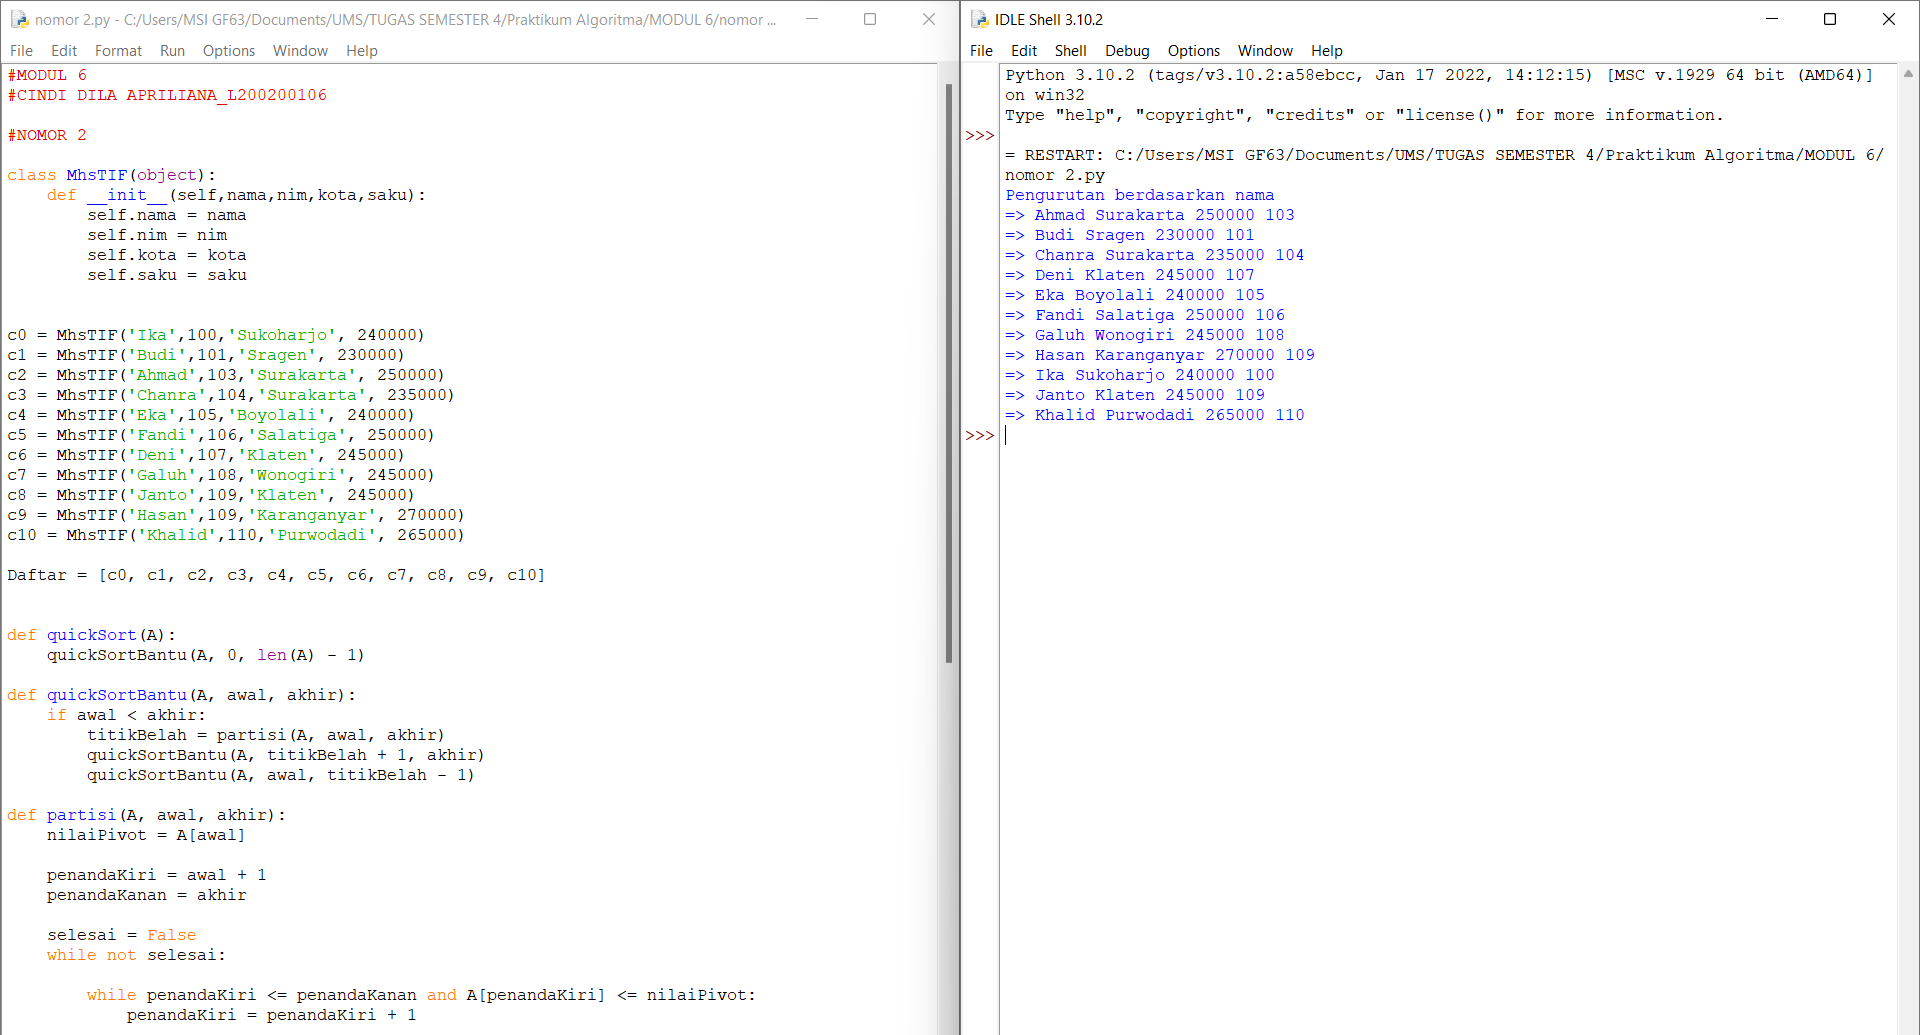 nomor 2.py - C:/Users/MSI GF63/Documents/UMS/TUGAS SEMESTER 4/Praktikum Algoritma/MODUL 6/nomor ...
File Edit Format Run Options Window Help
#MODUL 6
#CINDI DILA APRILIANA_L200200106
#NOMOR 2
class MhsTIF(object):
    def __init__(self,nama,nim,kota,saku):
        self.nama = nama
        self.nim = nim
        self.kota = kota
        self.saku = saku
c0 = MhsTIF('Ika',100,'Sukoharjo', 240000)
c1 = MhsTIF('Budi',101,'Sragen', 230000)
c2 = MhsTIF('Ahmad',103,'Surakarta', 250000)
c3 = MhsTIF('Chanra',104,'Surakarta', 235000)
c4 = MhsTIF('Eka',105,'Boyolali', 240000)
c5 = MhsTIF('Fandi',106,'Salatiga', 250000)
c6 = MhsTIF('Deni',107,'Klaten', 245000)
c7 = MhsTIF('Galuh',108,'Wonogiri', 245000)
c8 = MhsTIF('Janto',109,'Klaten', 245000)
c9 = MhsTIF('Hasan',109,'Karanganyar', 270000)
c10 = MhsTIF('Khalid',110,'Purwodadi', 265000)
Daftar = [c0, c1, c2, c3, c4, c5, c6, c7, c8, c9, c10]
def quickSort(A):
    quickSortBantu(A, 0, len(A) - 1)
def quickSortBantu(A, awal, akhir):
    if awal < akhir:
        titikBelah = partisi(A, awal, akhir)
        quickSortBantu(A, titikBelah + 1, akhir)
        quickSortBantu(A, awal, titikBelah - 1)
def partisi(A, awal, akhir):
    nilaiPivot = A[awal]
    penandaKiri = awal + 1
    penandaKanan = akhir
    selesai = False
    while not selesai:
        while penandaKiri <= penandaKanan and A[penandaKiri] <= nilaiPivot:
            penandaKiri = penandaKiri + 1
IDLE Shell 3.10.2
File Edit Shell Debug Options Window Help
Python 3.10.2 (tags/v3.10.2:a58ebcc, Jan 17 2022, 14:12:15) [MSC v.1929 64 bit (AMD64)]
on win32
Type "help", "copyright", "credits" or "license()" for more information.
>>>
= RESTART: C:/Users/MSI GF63/Documents/UMS/TUGAS SEMESTER 4/Praktikum Algoritma/MODUL 6/
nomor 2.py
Pengurutan berdasarkan nama
=> Ahmad Surakarta 250000 103
=> Budi Sragen 230000 101
=> Chanra Surakarta 235000 104
=> Deni Klaten 245000 107
=> Eka Boyolali 240000 105
=> Fandi Salatiga 250000 106
=> Galuh Wonogiri 245000 108
=> Hasan Karanganyar 270000 109
=> Ika Sukoharjo 240000 100
=> Janto Klaten 245000 109
=> Khalid Purwodadi 265000 110
>>>